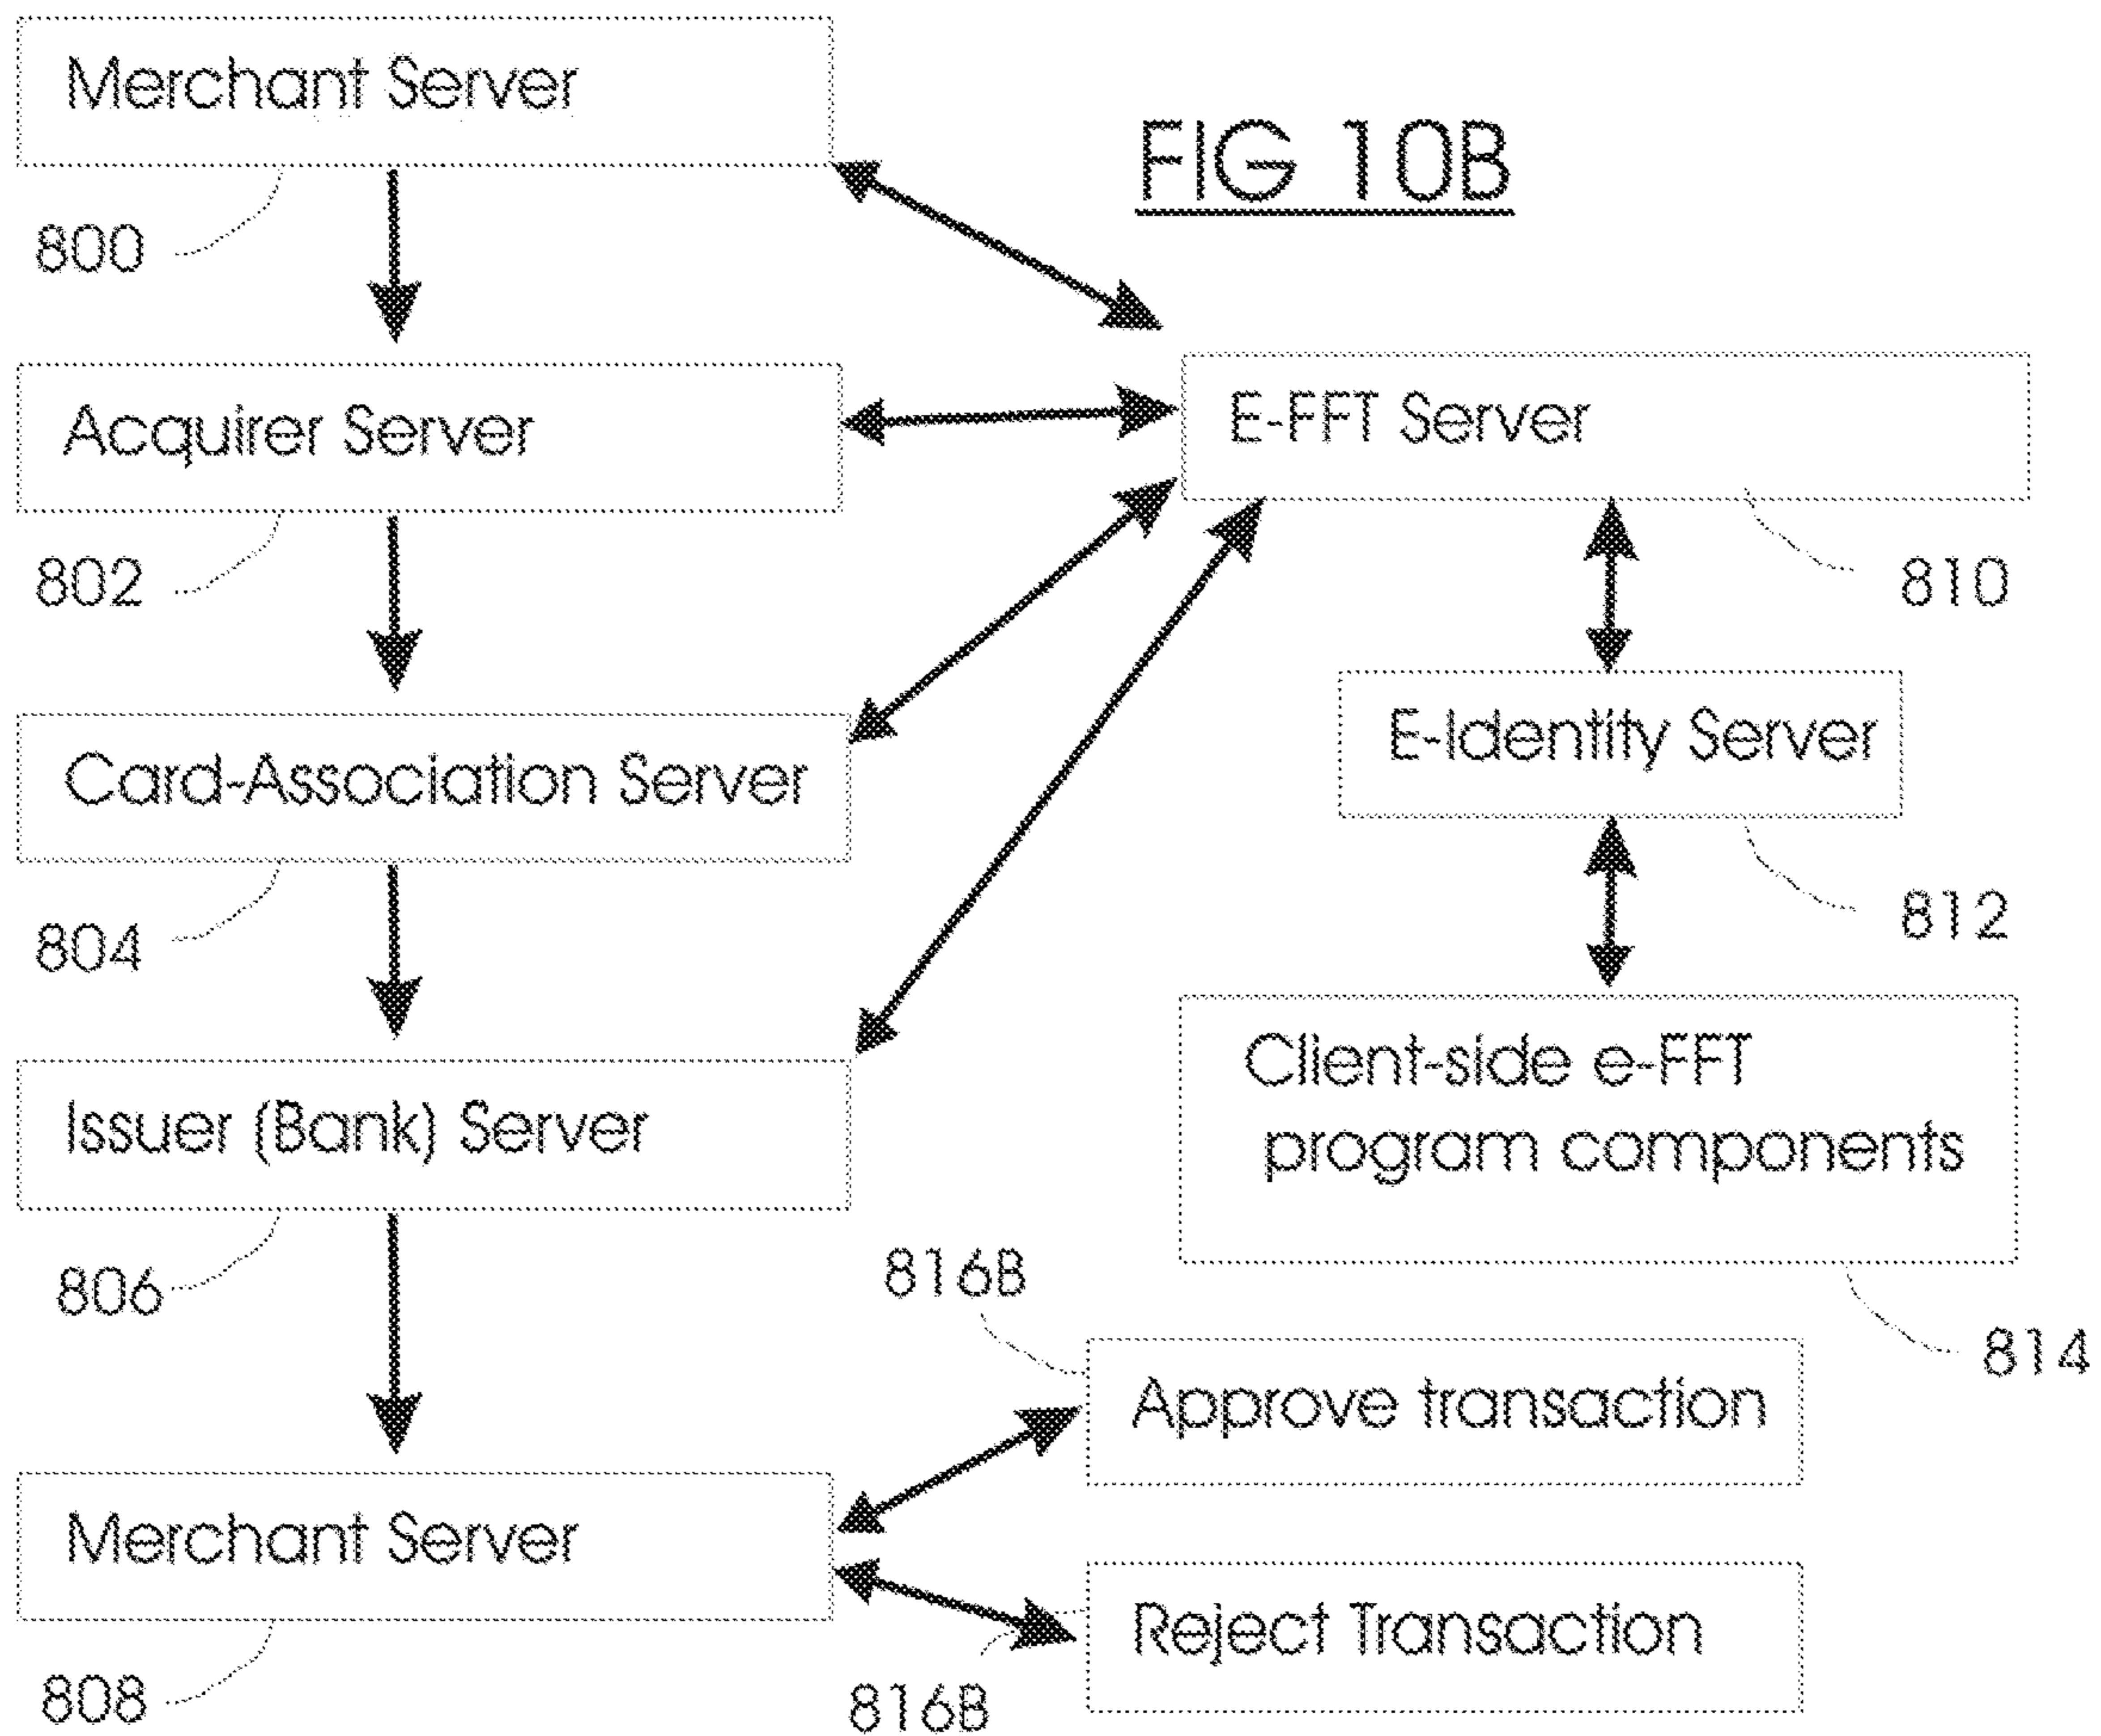 Merchant Server
FIG 10B
800
Acquirer Server
E-FFT Server
802
810
Card-Association Server
E-Identity Server
804
812
Client-side e-FFT
program components
Issuer (Bank) Server
806
816B
814
Approve transaction
Merchant Server
Reject Transaction
808
816B